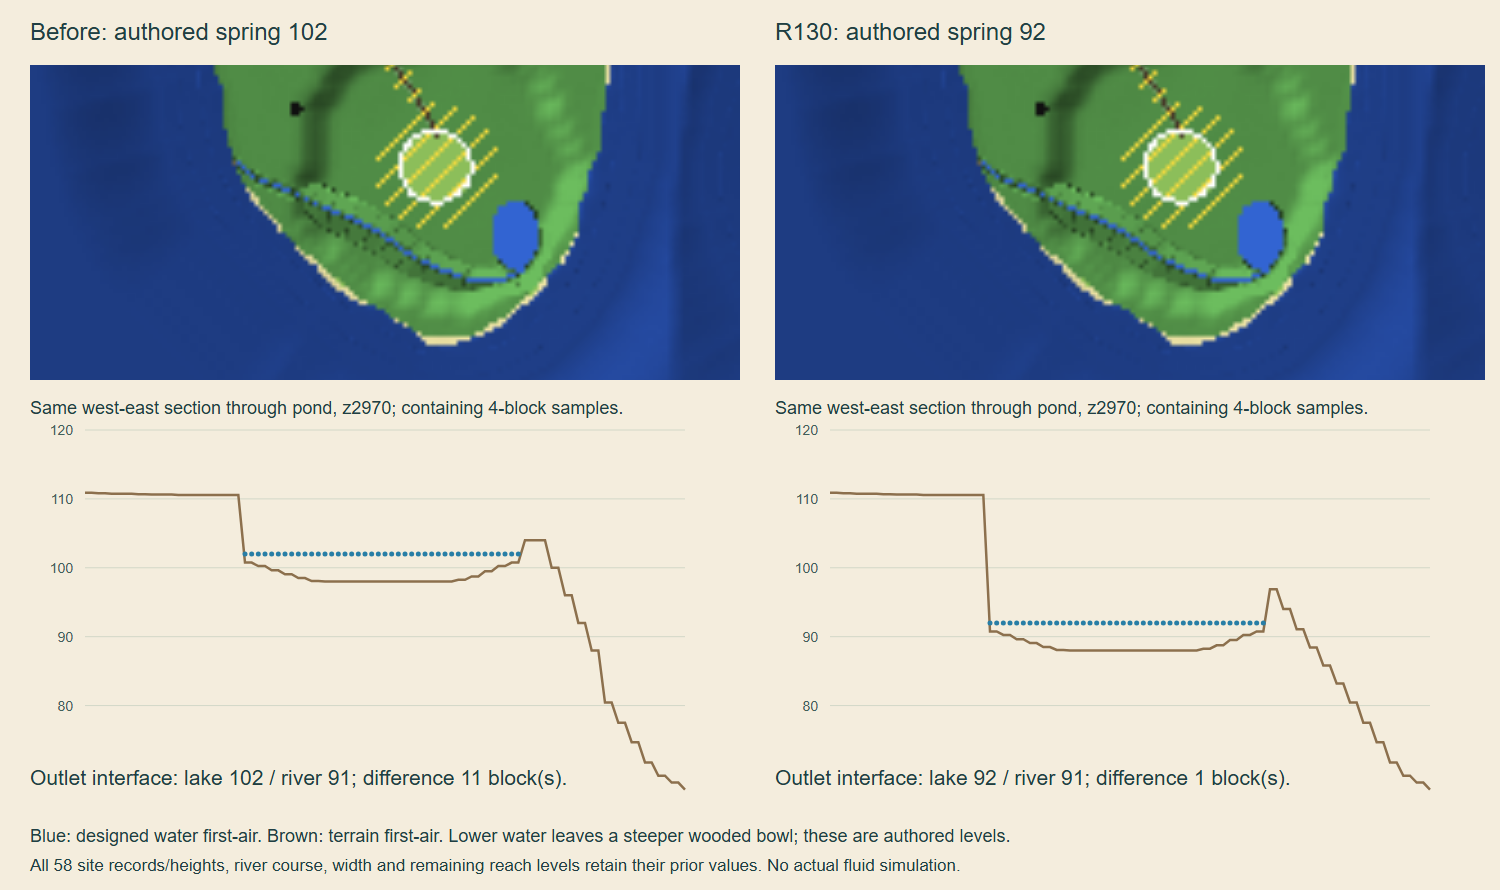 Before: authored spring 102
R130: authored spring 92
Same west-east section through pond, z2970; containing 4-block samples.
Same west-east section through pond, z2970; containing 4-block samples.
120
110
100
90
80
120
110
100
90
80
Outlet interface: lake 102 / river 91; difference 11 block(s).
Outlet interface: lake 92 / river 91; difference 1 block(s).
Blue: designed water first-air. Brown: terrain first-air. Lower water leaves a steeper wooded bowl; these are authored levels.
All 58 site records/heights, river course, width and remaining reach levels retain their prior values. No actual fluid simulation.